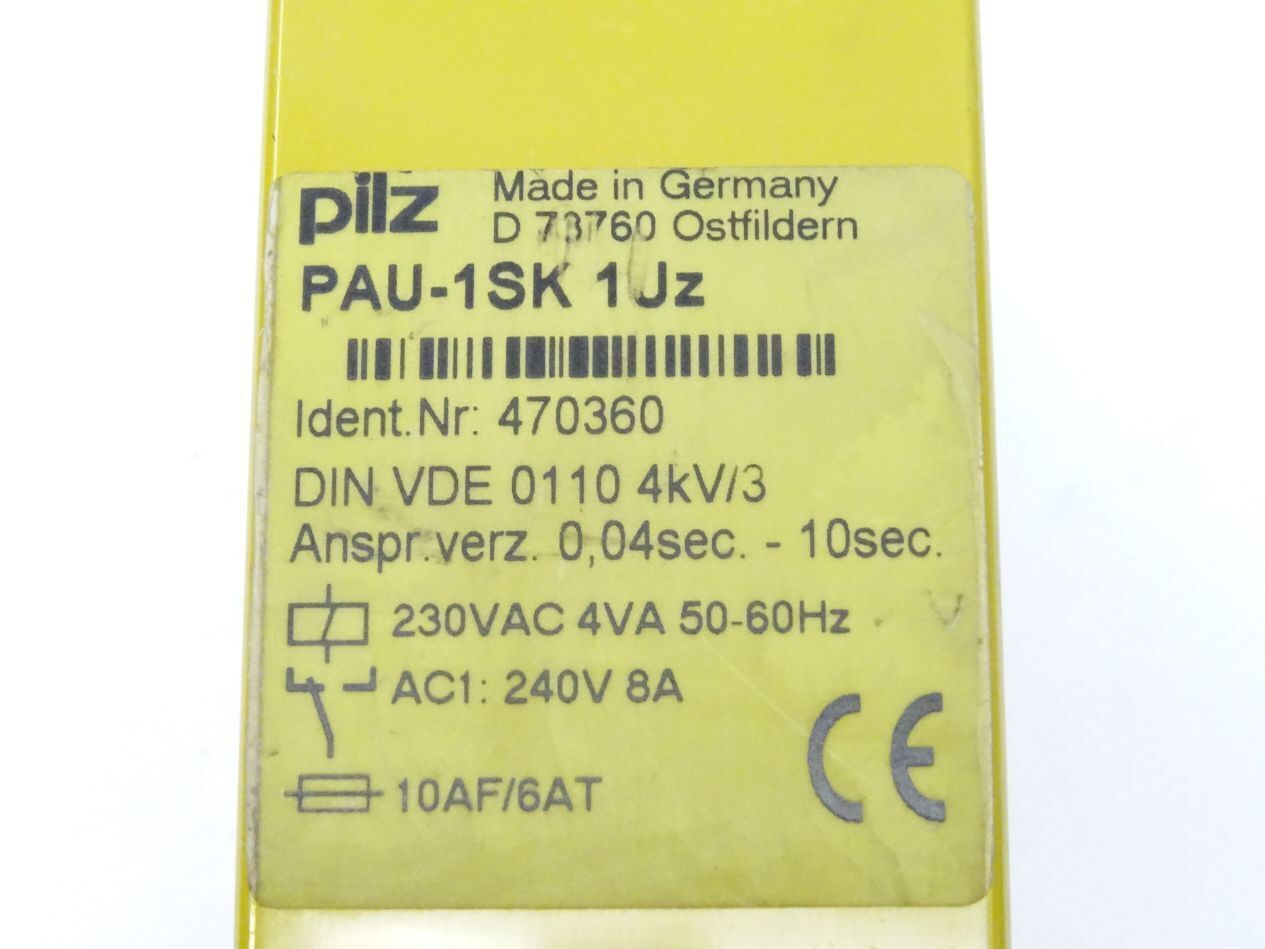 pilz
Made in Germany
D 73760 Ostfildern
PAU-1SK 1Uz
Ident.Nr: 470360
DIN VDE 0110 4kV/3
Anspr.verz. 0,04sec. - 10sec.
230VAC 4VA 50-60Hz
AC1: 240V 8A
10AF/6AT
CE